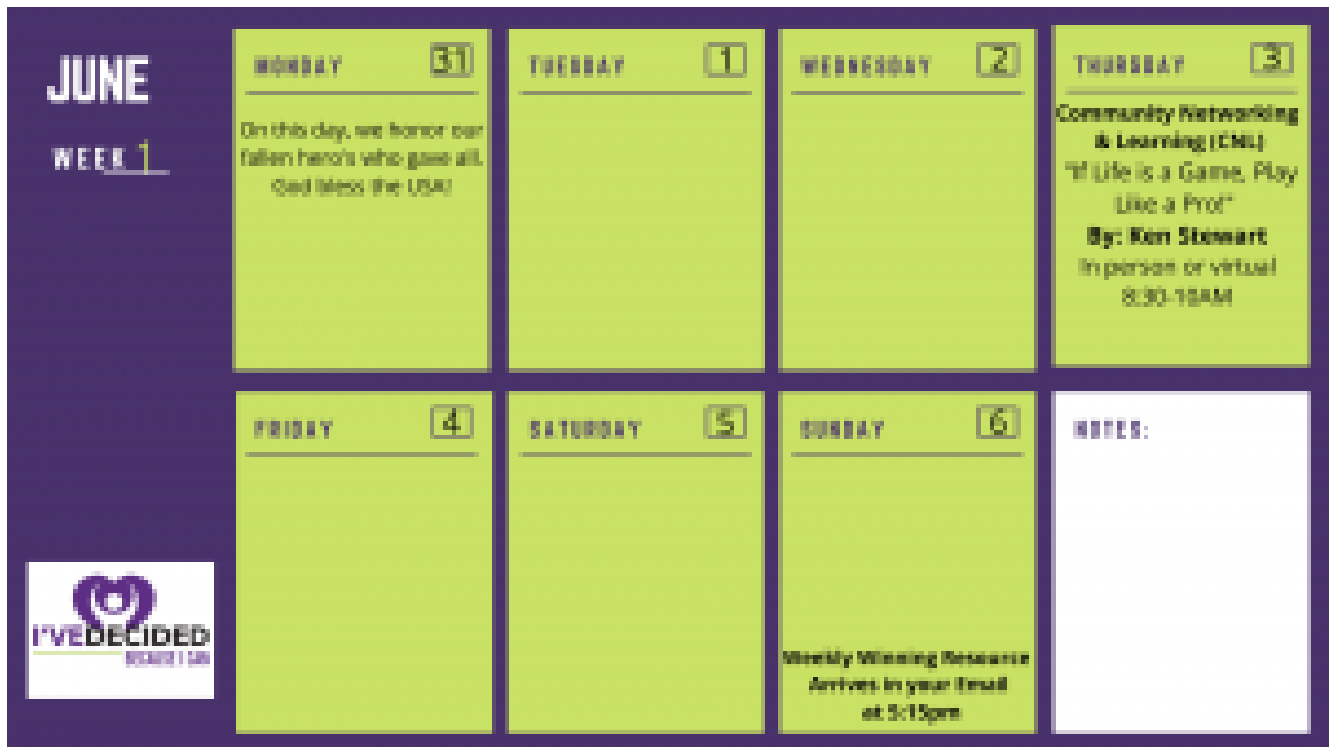 JUNE
WEEK 1
MONDAY 31
On this day, we honor our
fallen hero's who gave all.
God bless the USA!
TUESDAY 1
WEDNESDAY 2
THURSDAY 3
Community Networking
& Learning (CNL)
"If Life is a Game, Play
Like a Pro!"
By: Ken Stewart
In person or virtual
8:30-10AM
FRIDAY 4
SATURDAY 5
SUNDAY 6
Weekly Winning Resource
Arrives in your Email
at 5:15pm
NOTES:
I'VEDECIDED
BECAUSE I CAN